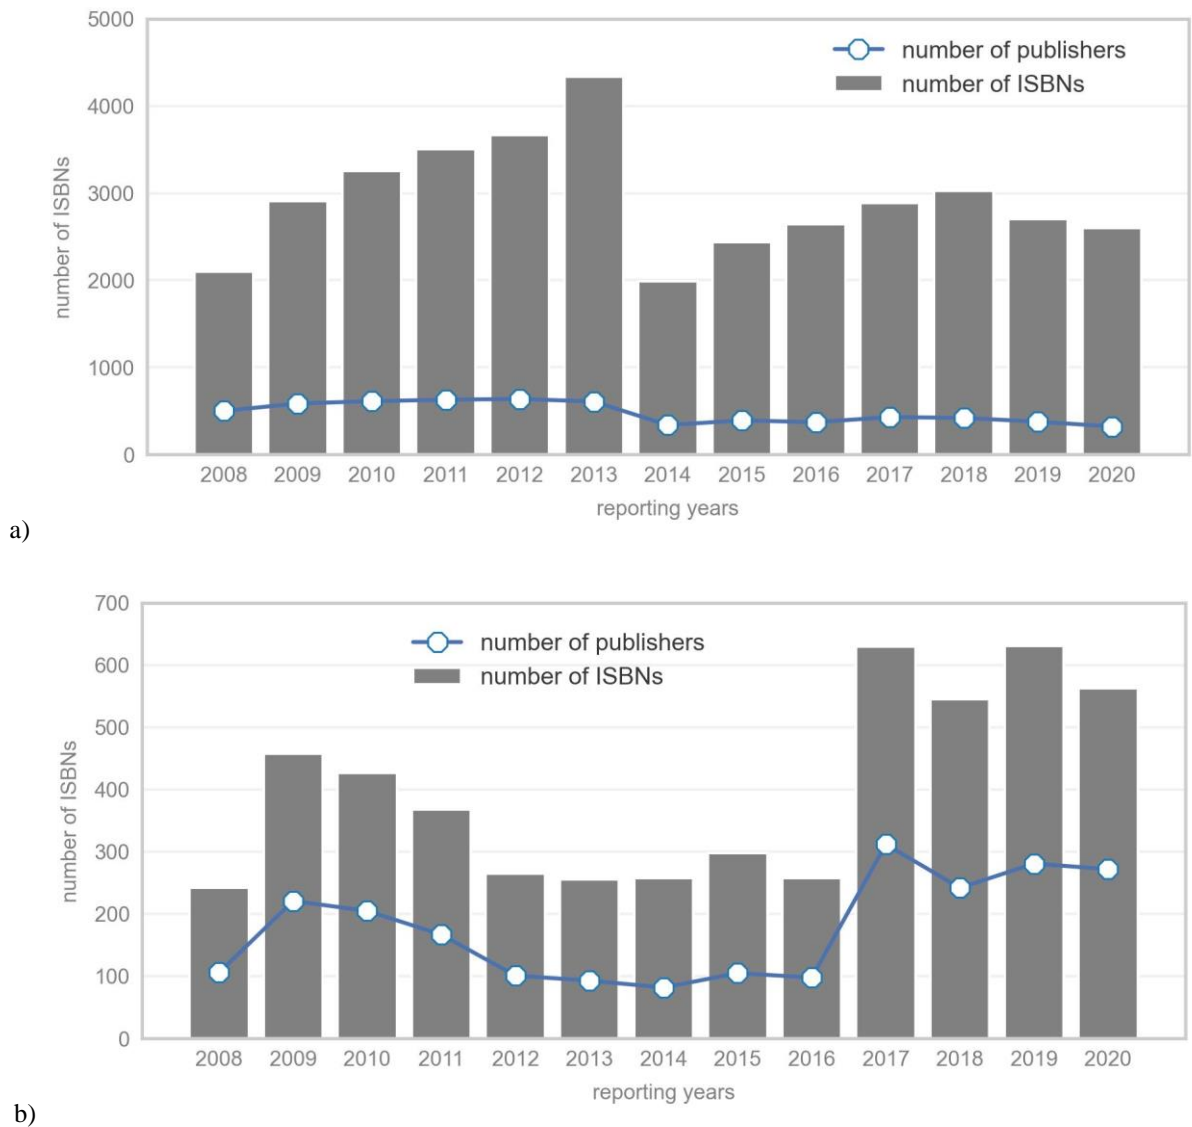 5000
number of publishers
number of ISBNs
4000
3000
2000
1000
0
number of ISBNs
2008 2009 2010 2011 2012 2013 2014 2015 2016 2017 2018 2019 2020
reporting years
a)
700
number of publishers
number of ISBNs
600
500
400
300
200
100
0
number of ISBNs
2008 2009 2010 2011 2012 2013 2014 2015 2016 2017 2018 2019 2020
reporting years
b)